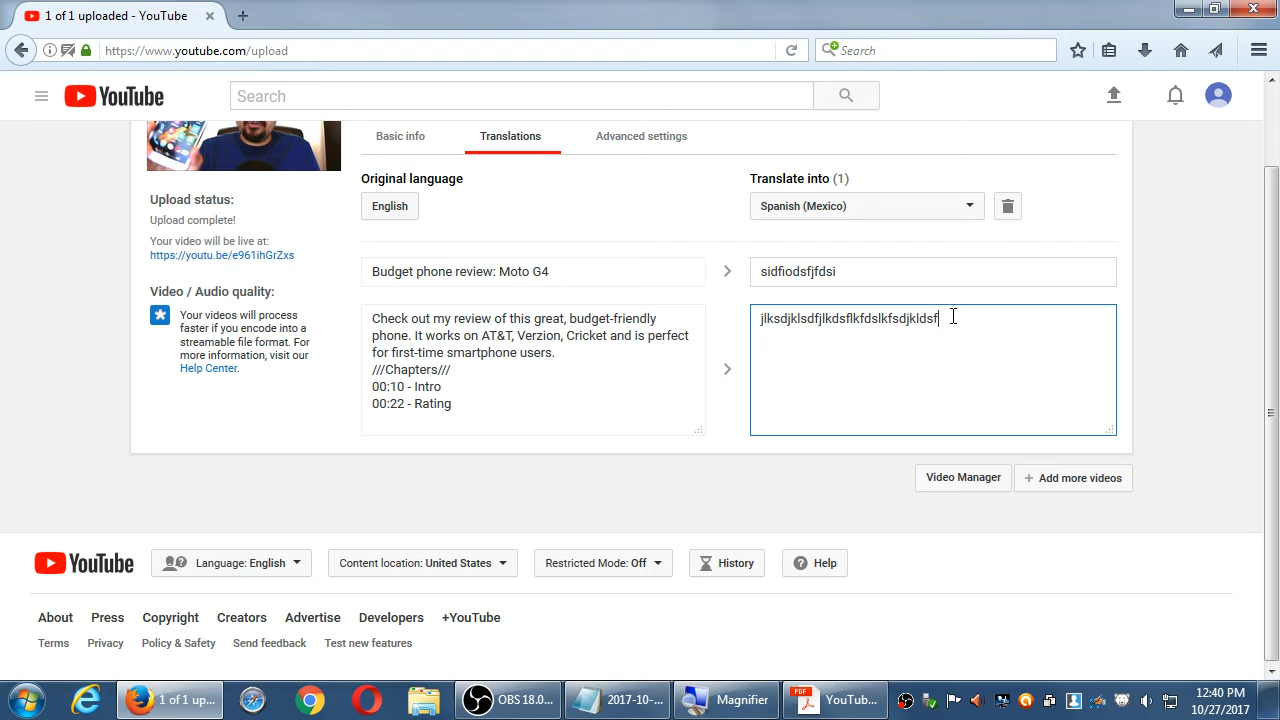 1 of 1 uploaded - YouTube
https://www.youtube.com/upload
Search
YouTube
Search
Basic info
Translations
Advanced settings
Original language
Translate into (1)
English
Spanish (Mexico)
Upload status:
Upload complete!
Your video will be live at:
https://youtu.be/e961ihGrZxs
Video / Audio quality:
Your videos will process
faster if you encode into a
streamable file format. For
more information, visit our
Help Center.
Budget phone review: Moto G4
sidfiodsfjfdsi
Check out my review of this great, budget-friendly
phone. It works on AT&T, Verzion, Cricket and is perfect
for first-time smartphone users.
///Chapters///
00:10 - Intro
00:22 - Rating
jlksdjklsdfjlkdsflkfdslkfsdjkldsf
Video Manager
+ Add more videos
YouTube
Language: English
Content location: United States
Restricted Mode: Off
History
Help
About
Press
Copyright
Creators
Advertise
Developers
+YouTube
Terms
Privacy
Policy & Safety
Send feedback
Test new features
1 of 1 up...
OBS 18.0...
2017-10-...
Magnifier
PDF
YouTub...
12:40 PM
10/27/2017